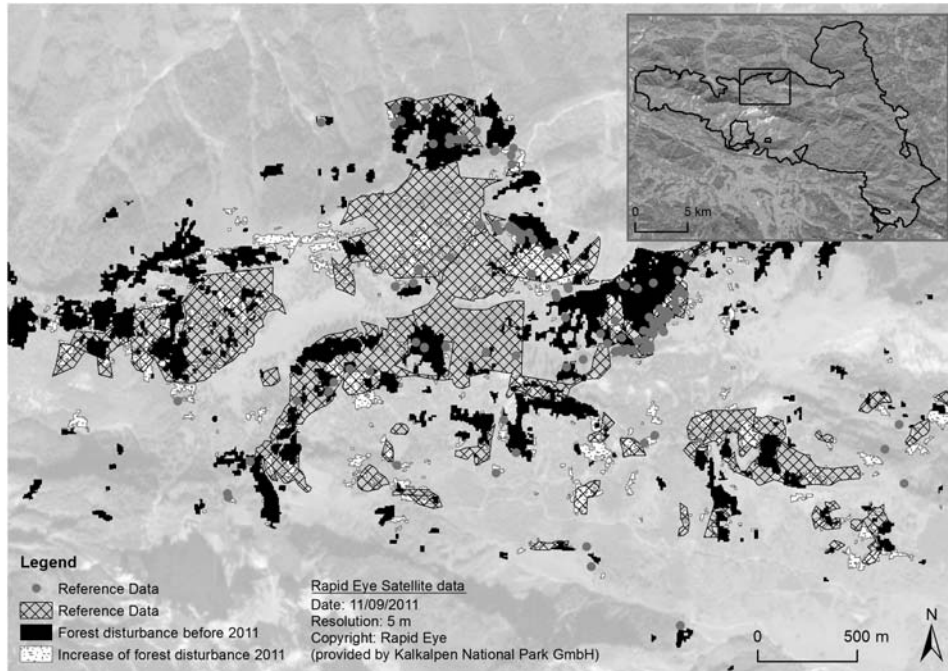 0
5 km
Legend
Reference Data
Reference Data
Forest disturbance before 2011
Increase of forest disturbance 2011
Rapid Eye Satellite data
Date: 11/09/2011
Resolution: 5 m
Copyright: Rapid Eye
(provided by Kalkalpen National Park GmbH)
0
500 m
N